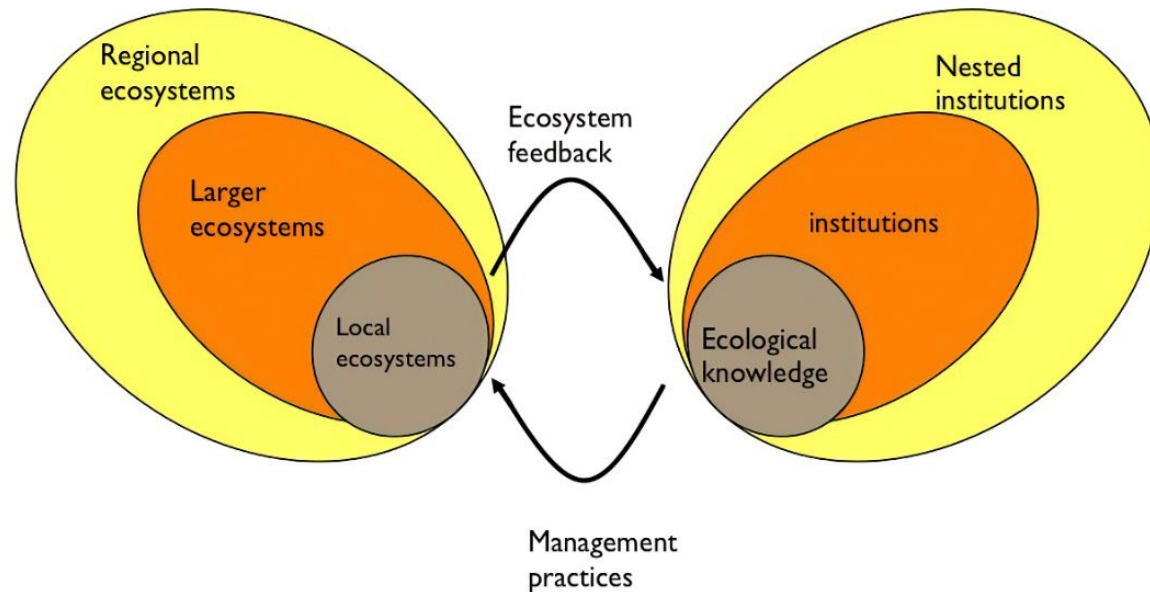 Regional
ecosystems
Larger
ecosystems
Local
ecosystems
Ecosystem
feedback
Management
practices
Nested
institutions
institutions
Ecological
knowledge